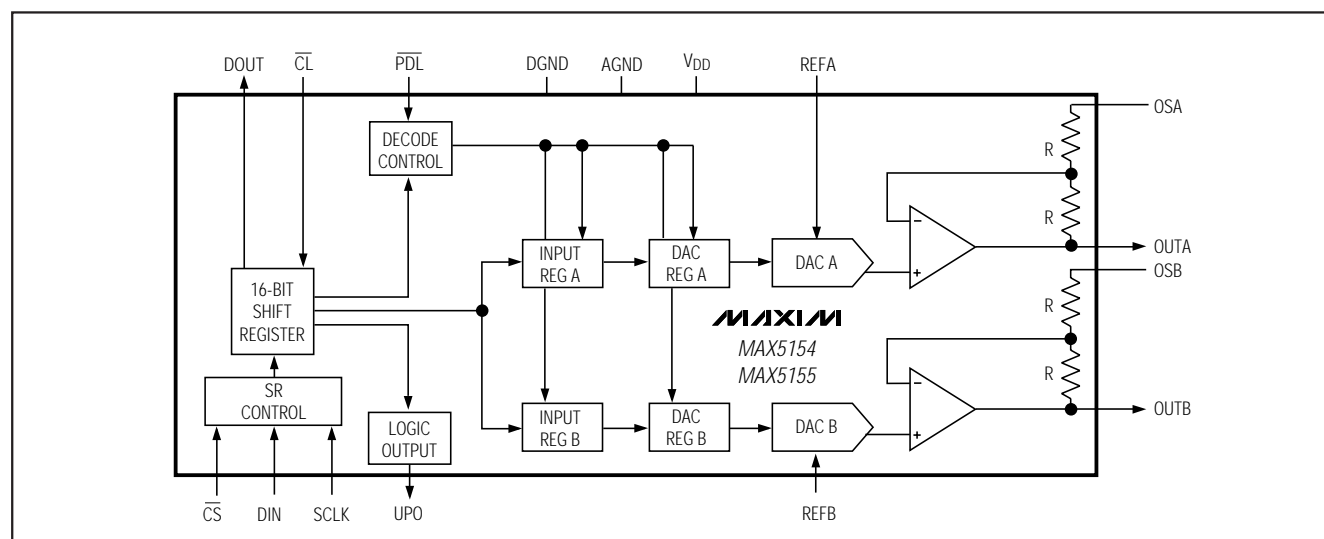 DOUT CL PDL DGND AGND VDD REFA
OSA
DECODE
CONTROL
R
R
INPUT
REG A
DAC
REG A
DAC A
−
+
OUTA
OSB
16-BIT
SHIFT
REGISTER
MAXIM
MAX5154
MAX5155
R
R
SR
CONTROL
LOGIC
OUTPUT
INPUT
REG B
DAC
REG B
DAC B
−
+
OUTB
CS DIN SCLK UPO REFB